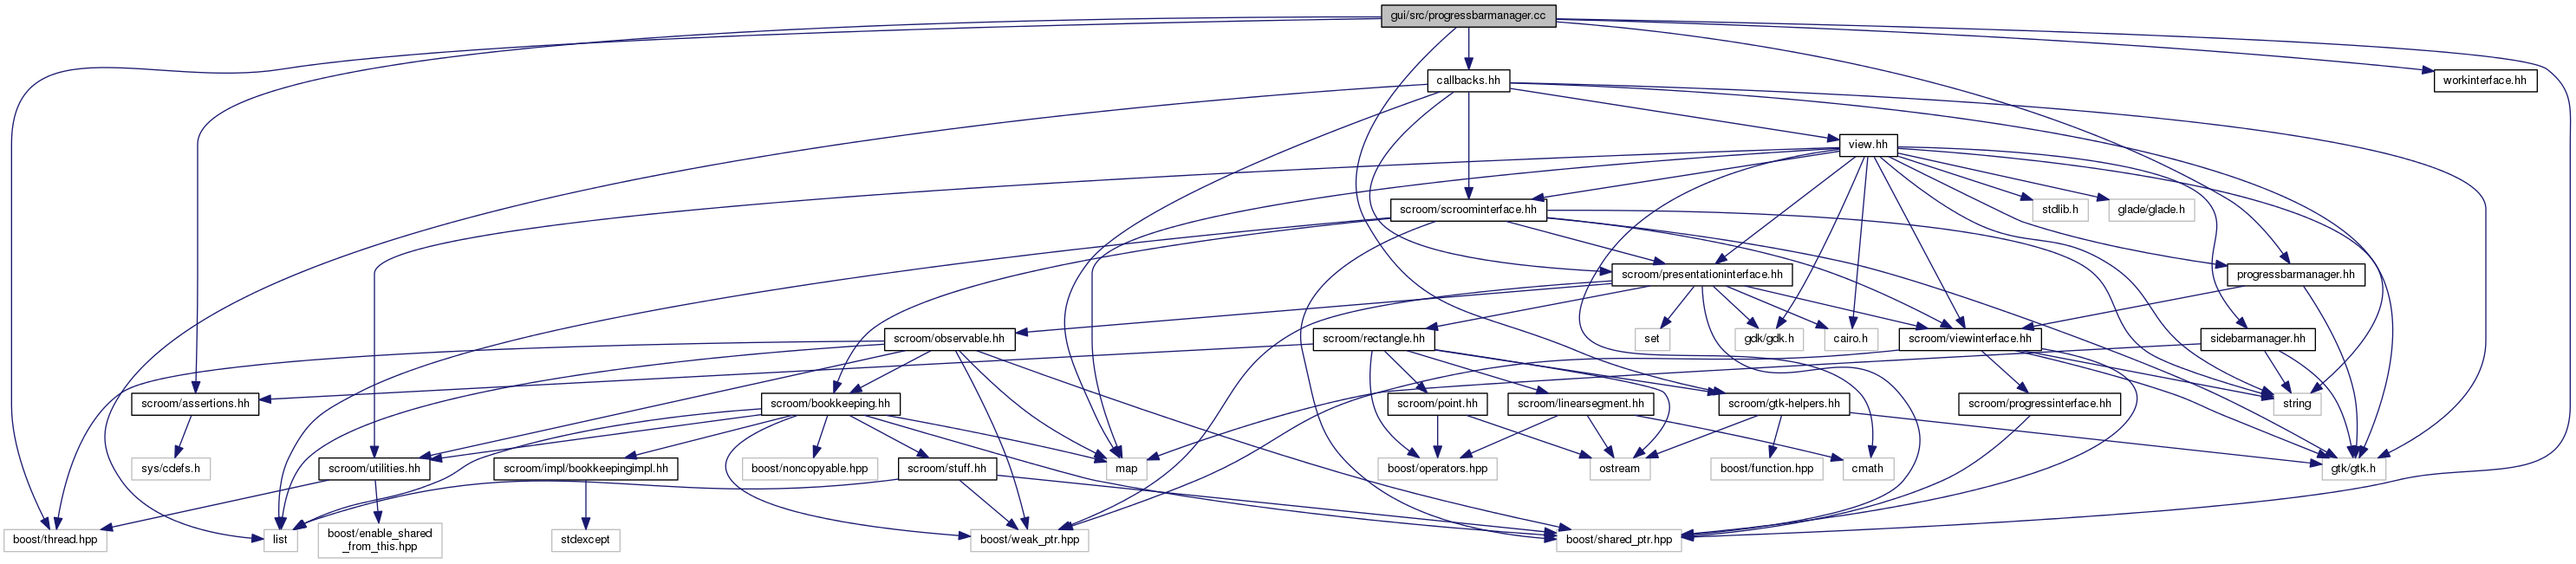 gui/src/progressbarmanager.cc
callbacks.hh
workinterface.hh
view.hh
scroom/scroominterface.hh
stdlib.h
glade/glade.h
scroom/presentationinterface.hh
progressbarmanager.hh
scroom/observable.hh
scroom/rectangle.hh
set
gdk/gdk.h
cairo.h
scroom/viewinterface.hh
sidebarmanager.hh
scroom/assertions.hh
scroom/bookkeeping.hh
scroom/point.hh
scroom/linearsegment.hh
scroom/gtk-helpers.hh
scroom/progressinterface.hh
string
sys/cdefs.h
scroom/utilities.hh
scroom/impl/bookkeepingimpl.hh
boost/noncopyable.hpp
scroom/stuff.hh
map
boost/operators.hpp
ostream
boost/function.hpp
cmath
gtk/gtk.h
boost/thread.hpp
list
boost/enable_shared
_from_this.hpp
stdexcept
boost/weak_ptr.hpp
boost/shared_ptr.hpp